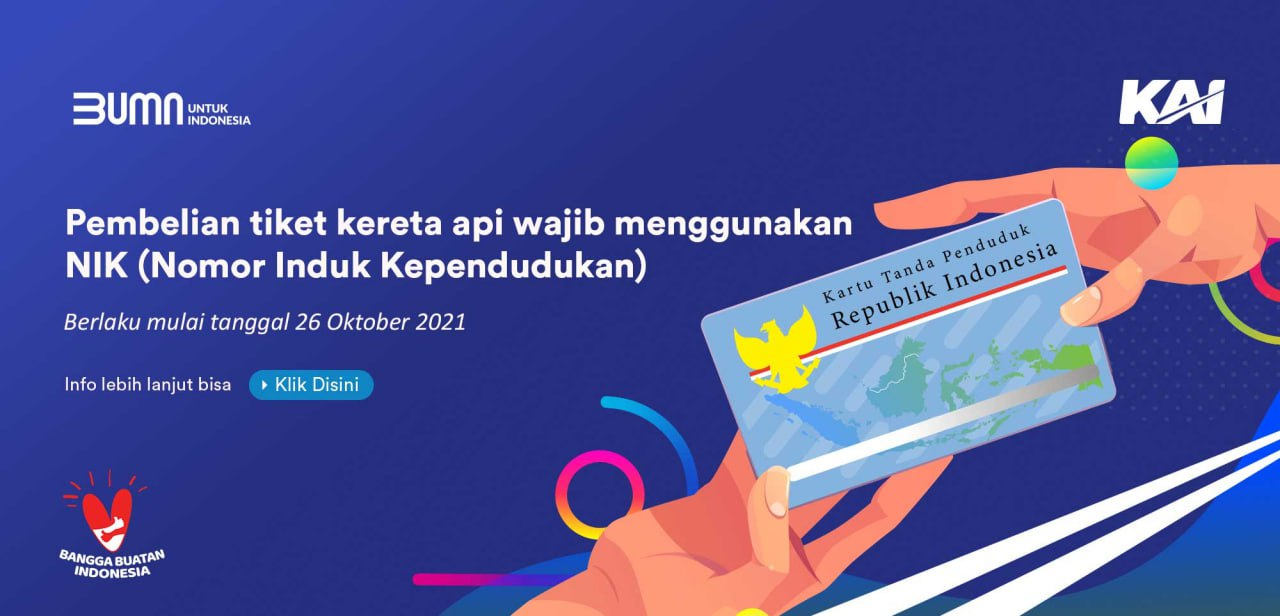 BUMN UNTUK
INDONESIA
KAI
Pembelian tiket kereta api wajib menggunakan
NIK (Nomor Induk Kependudukan)
Berlaku mulai tanggal 26 Oktober 2021
Info lebih lanjut bisa Klik Disini
Kartu Tanda Penduduk
Republik Indonesia
BANGGA BUATAN
INDONESIA